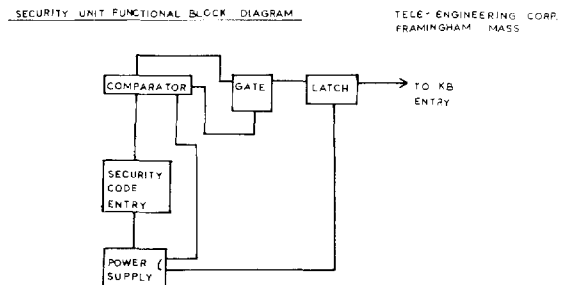 SECURITY UNIT FUNCTIONAL BLOCK DIAGRAM
TELE-ENGINEERING CORP.
FRAMINGHAM MASS
COMPARATOR
GATE
LATCH
TO KB
ENTRY
SECURITY
CODE
ENTRY
POWER (
SUPPLY